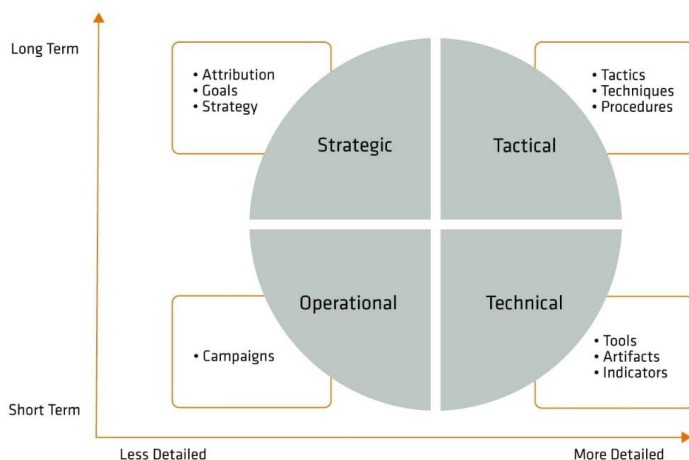 Long Term
• Attribution
• Goals
• Strategy
• Tactics
• Techniques
• Procedures
Strategic
Tactical
Operational
Technical
• Campaigns
• Tools
• Artifacts
• Indicators
Short Term
Less Detailed
More Detailed